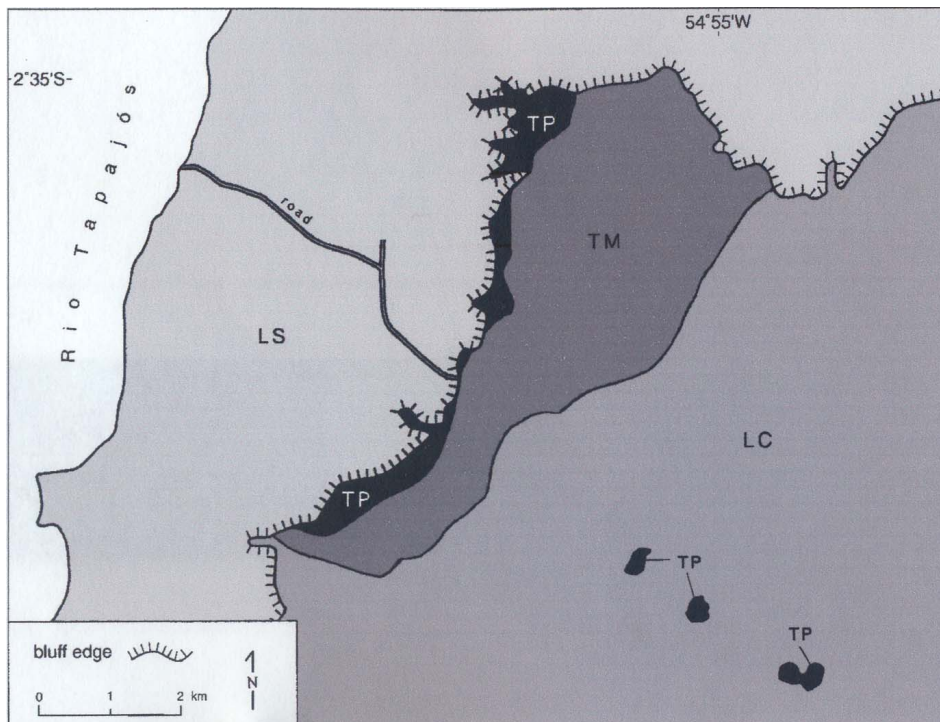 54°55'W
2°35'S
Rio Tapajós
TP
road
TM
LS
LC
TP
TP
TP
bluff edge
N
0 1 2 km